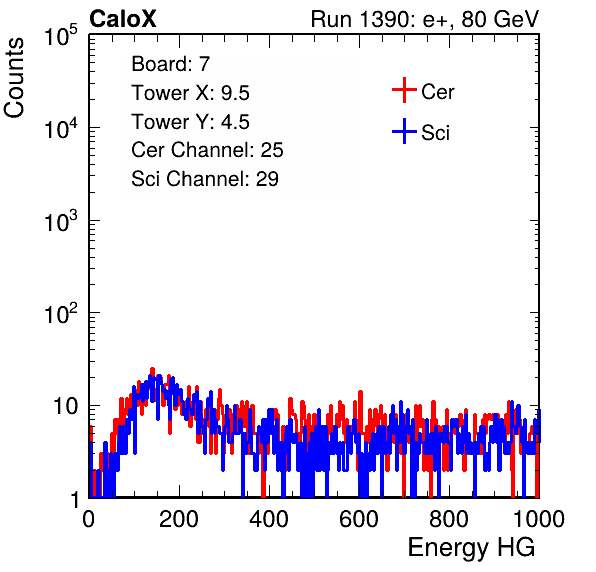 CaloX Run 1390: e+, 80 GeV
Counts
10^5
10^4
10^3
10^2
10
1
Board: 7
Tower X: 9.5
Tower Y: 4.5
Cer Channel: 25
Sci Channel: 29
Cer
Sci
0 200 400 600 800 1000
Energy HG